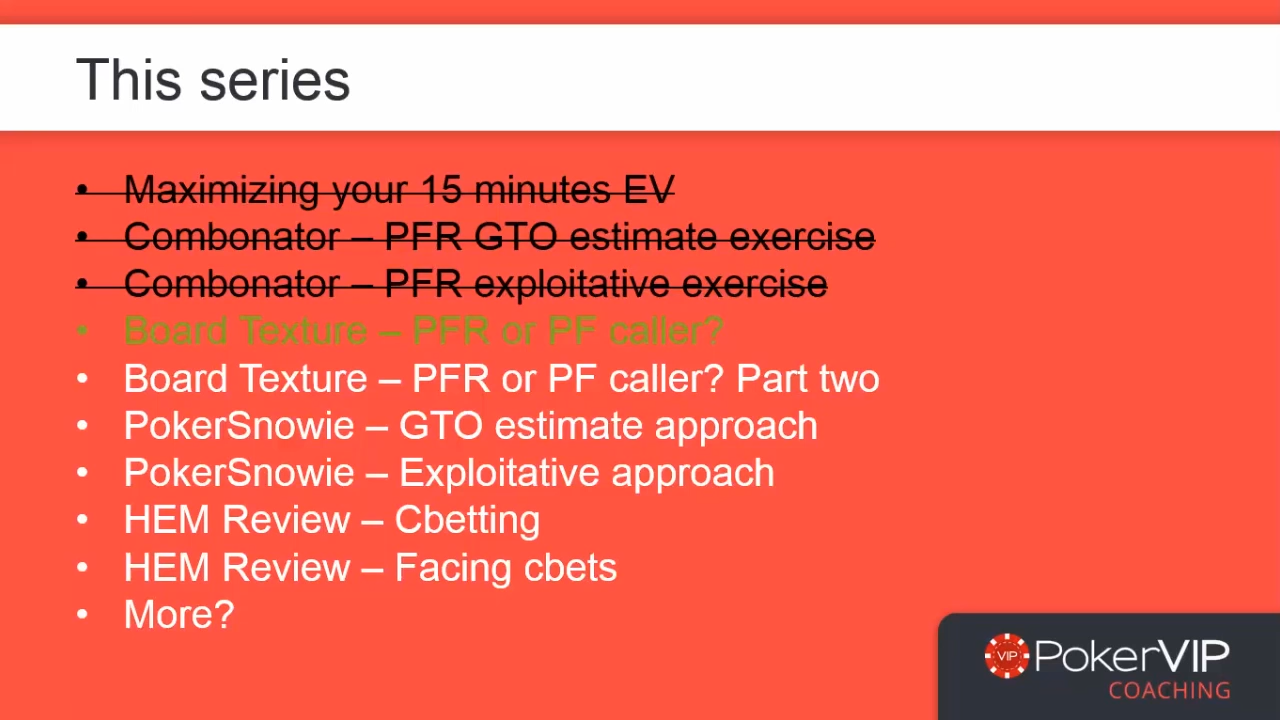 This series
• Maximizing your 15 minutes EV
• Combonator – PFR GTO estimate exercise
• Combonator – PFR exploitative exercise
• Board Texture – PFR or PF caller?
• Board Texture – PFR or PF caller? Part two
• PokerSnowie – GTO estimate approach
• PokerSnowie – Exploitative approach
• HEM Review – Cbetting
• HEM Review – Facing cbets
• More?
VIP PokerVIP
COACHING